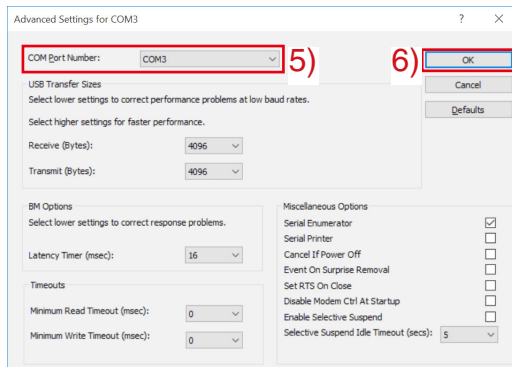 Advanced Settings for COM3
COM Port Number: COM3 5) 6) OK
USB Transfer Sizes Cancel
Select lower settings to correct performance problems at low baud rates.
Defaults
Select higher settings for faster performance.
Receive (Bytes): 4096
Transmit (Bytes): 4096
BM Options
Select lower settings to correct response problems.
Latency Timer (msec): 16
Timeouts
Minimum Read Timeout (msec): 0
Minimum Write Timeout (msec): 0
Miscellaneous Options
Serial Enumerator
Serial Printer
Cancel If Power Off
Event On Surprise Removal
Set RTS On Close
Disable Modem Ctrl At Startup
Enable Selective Suspend
Selective Suspend Idle Timeout (secs): 5